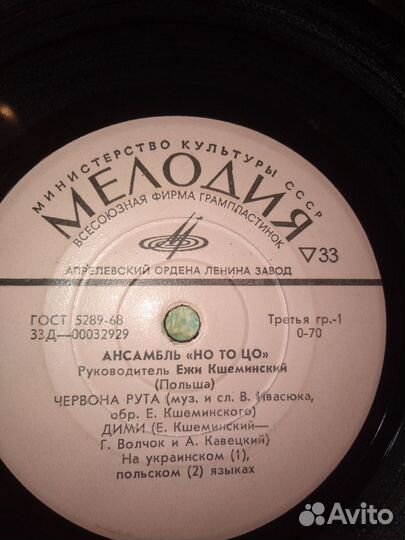 МИНИСТЕРСТВО КУЛЬТУРЫ СССР
МЕЛОДИЯ
ВСЕСОЮЗНАЯ ФИРМА ГРАМПЛАСТИНОК
▽33
АПРЕЛЕВСКИЙ ОРДЕНА ЛЕНИНА ЗАВОД
ГОСТ 5289-68
33Д—00032929
Третья гр.-1
0-70
АНСАМБЛЬ «НО ТО ЦО»
Руководитель Ежи Кшеминский
(Польша)
ЧЕРВОНА РУТА (муз. и сл. В. Ивасюка,
обр. Е. Кшеминского)
ДИМИ (Е. Кшеминский—
Г. Волчок и А. Кавецкий)
На украинском (1),
польском (2) языках
Avito